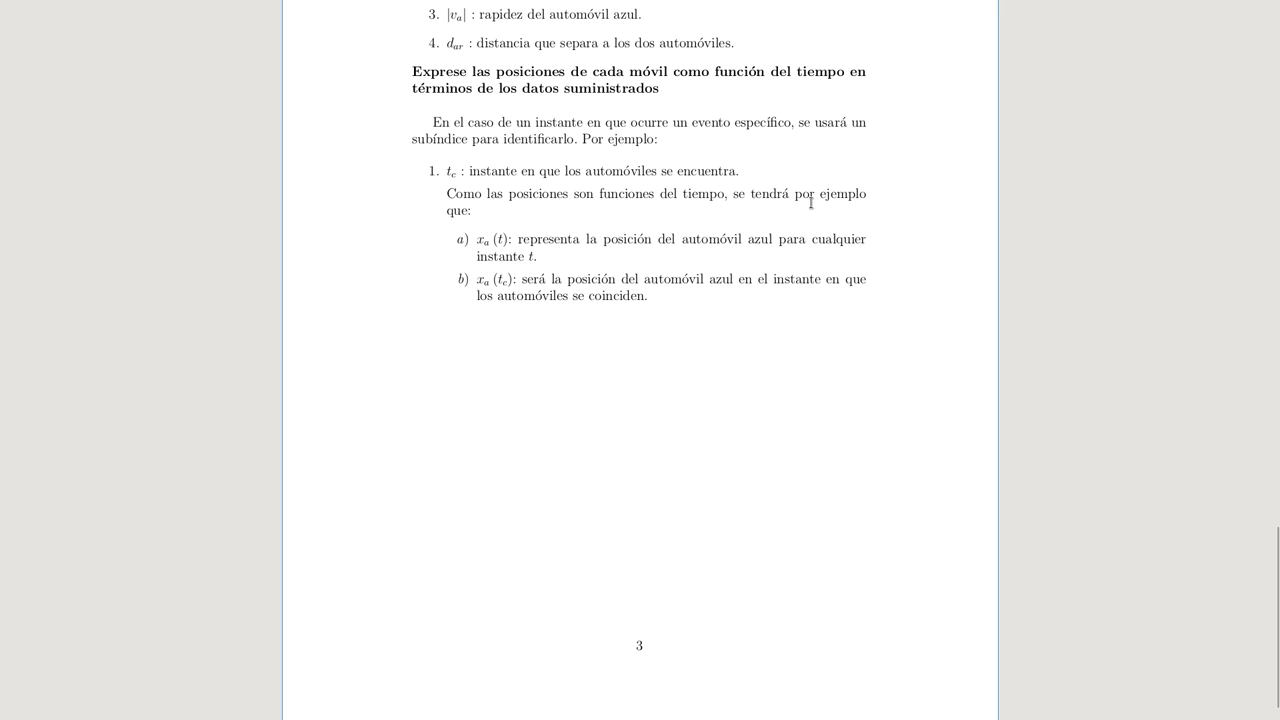 3. |v_a| : rapidez del automóvil azul.
4. d_ar : distancia que separa a los dos automóviles.
Exprese las posiciones de cada móvil como función del tiempo en
términos de los datos suministrados
En el caso de un instante en que ocurre un evento específico, se usará un
subíndice para identificarlo. Por ejemplo:
1. t_c : instante en que los automóviles se encuentra.
Como las posiciones son funciones del tiempo, se tendrá por ejemplo
que:
a) x_a (t): representa la posición del automóvil azul para cualquier
instante t.
b) x_a (t_c): será la posición del automóvil azul en el instante en que
los automóviles se coinciden.
3